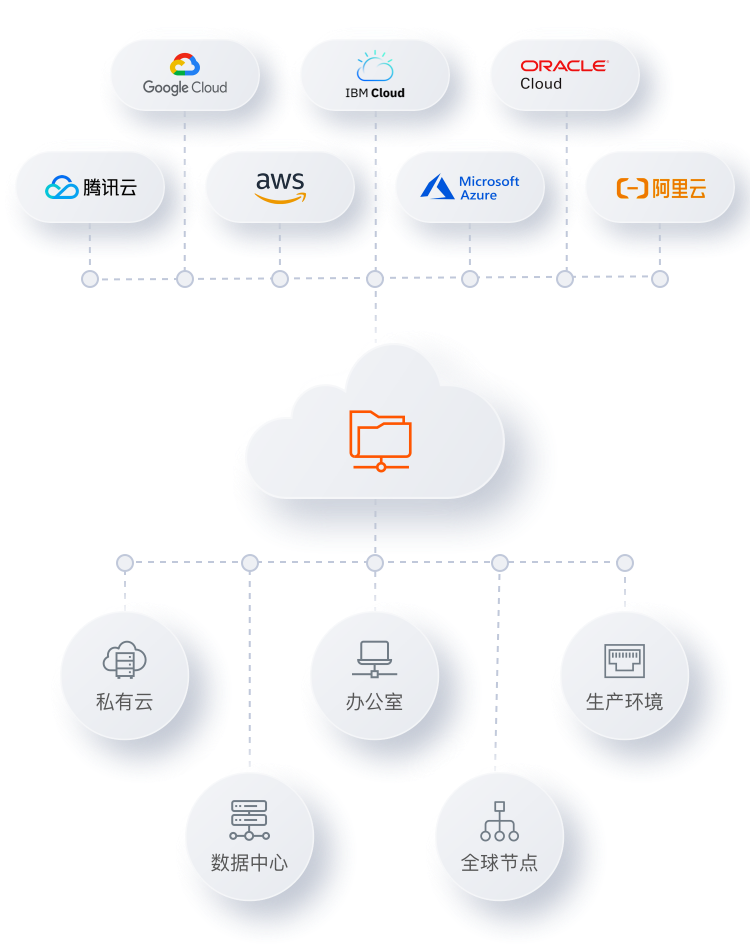 Google Cloud
IBM Cloud
ORACLE
Cloud
腾讯云
aws
Microsoft
Azure
阿里云
私有云
办公室
生产环境
数据中心
全球节点